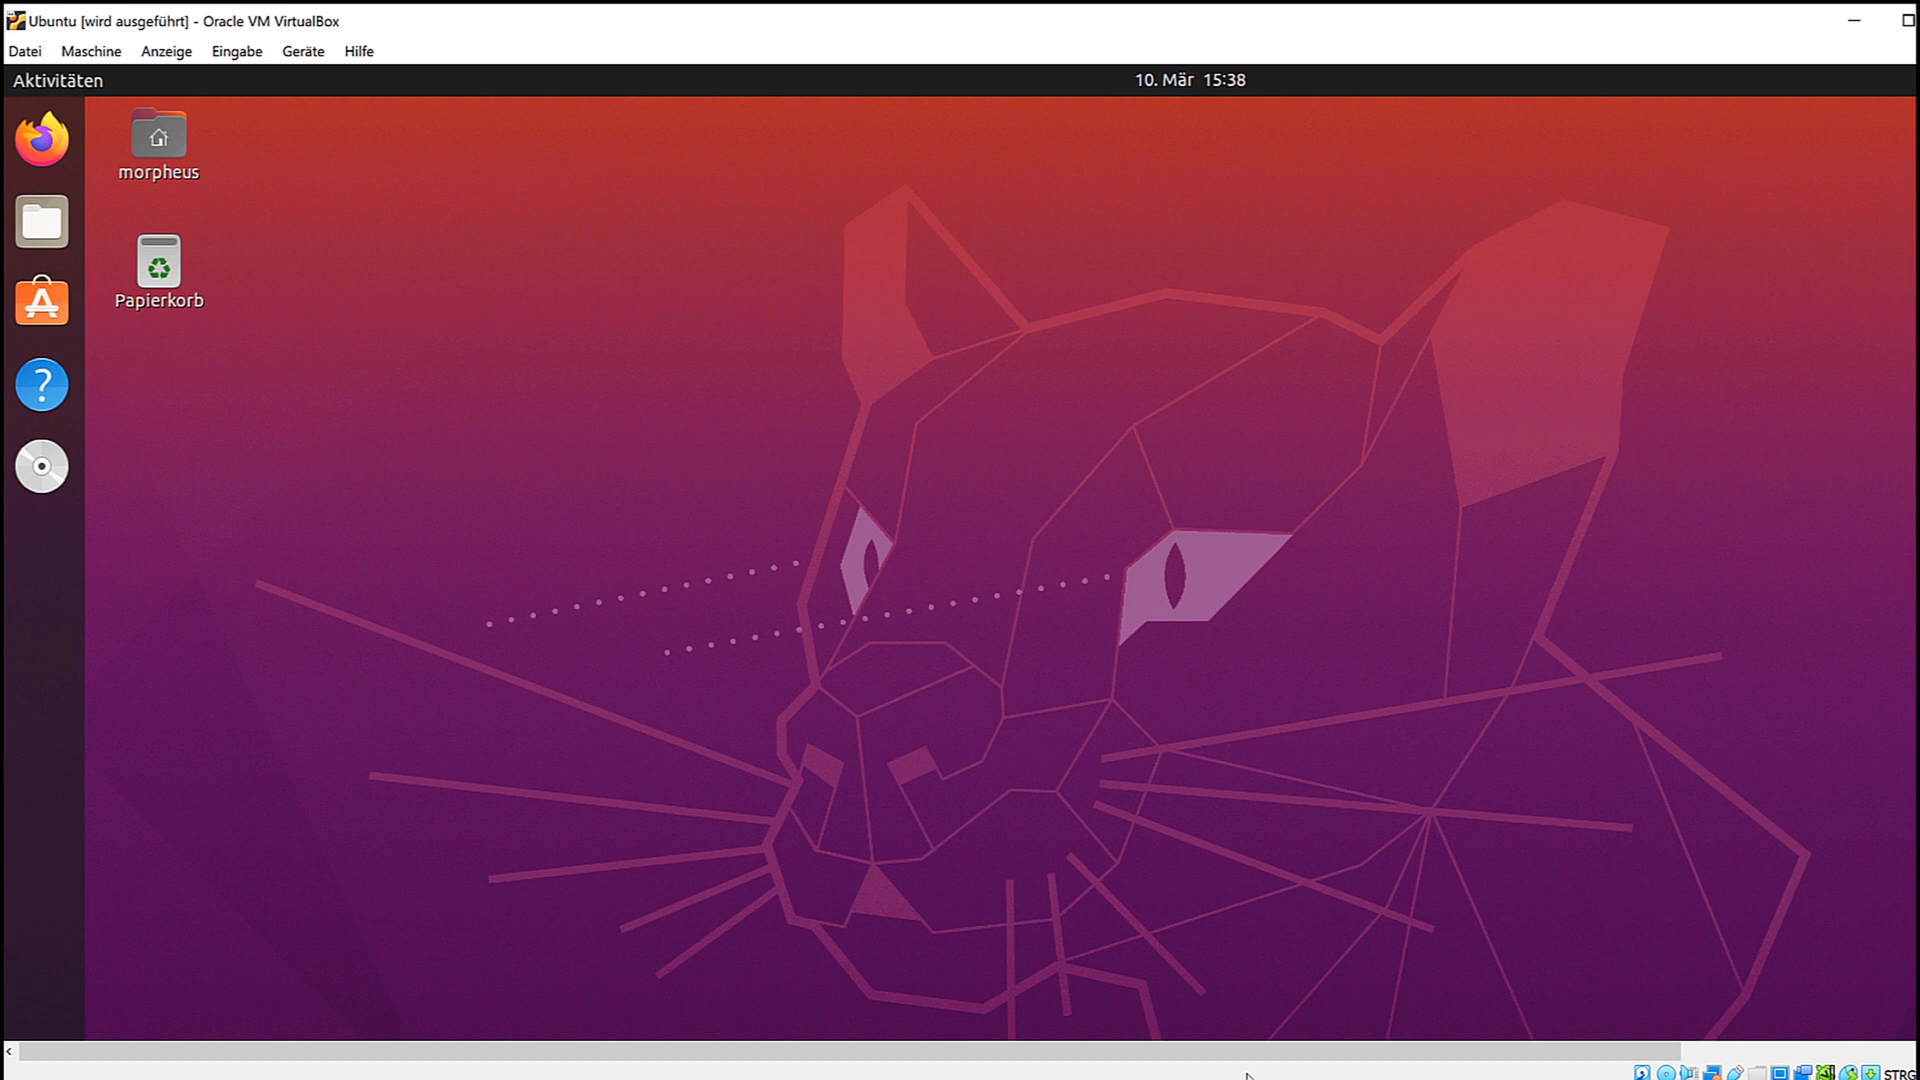 Ubuntu [wird ausgeführt] - Oracle VM VirtualBox
Datei Maschine Anzeige Eingabe Geräte Hilfe
Aktivitäten 10. Mär 15:38
morpheus
Papierkorb
STRG